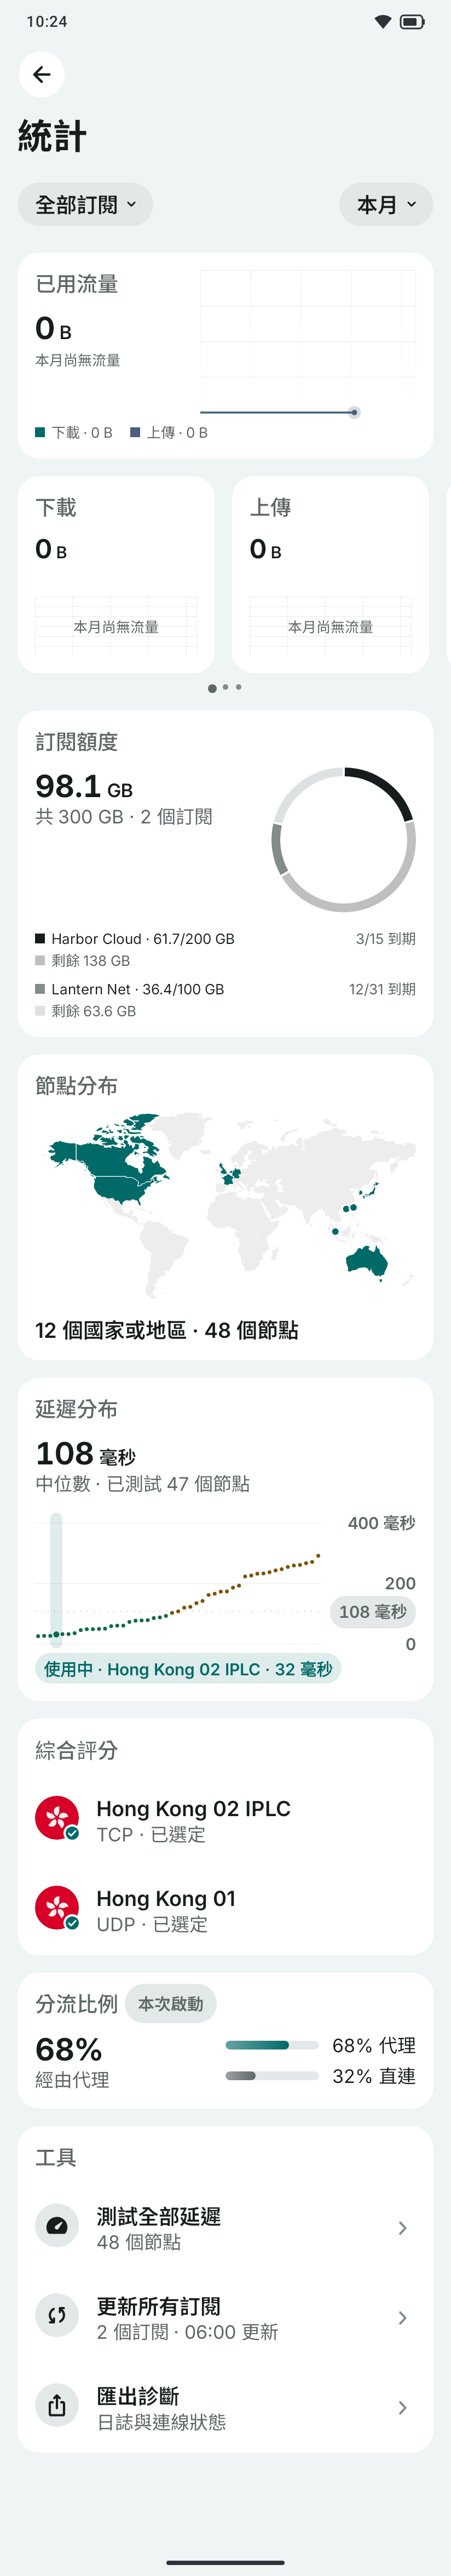 10:24
統計
全部訂閱
本月
已用流量
0 B
本月尚無流量
下載 · 0 B
上傳 · 0 B
下載
0 B
本月尚無流量
上傳
0 B
本月尚無流量
訂閱額度
98.1 GB
共 300 GB · 2 個訂閱
Harbor Cloud · 61.7/200 GB
3/15 到期
剩餘 138 GB
Lantern Net · 36.4/100 GB
12/31 到期
剩餘 63.6 GB
節點分布
12 個國家或地區 · 48 個節點
延遲分布
108 毫秒
中位數 · 已測試 47 個節點
400 毫秒
200
108 毫秒
0
使用中 · Hong Kong 02 IPLC · 32 毫秒
綜合評分
Hong Kong 02 IPLC
TCP · 已選定
Hong Kong 01
UDP · 已選定
分流比例
本次啟動
68%
經由代理
68% 代理
32% 直連
工具
測試全部延遲
48 個節點
更新所有訂閱
2 個訂閱 · 06:00 更新
匯出診斷
日誌與連線狀態